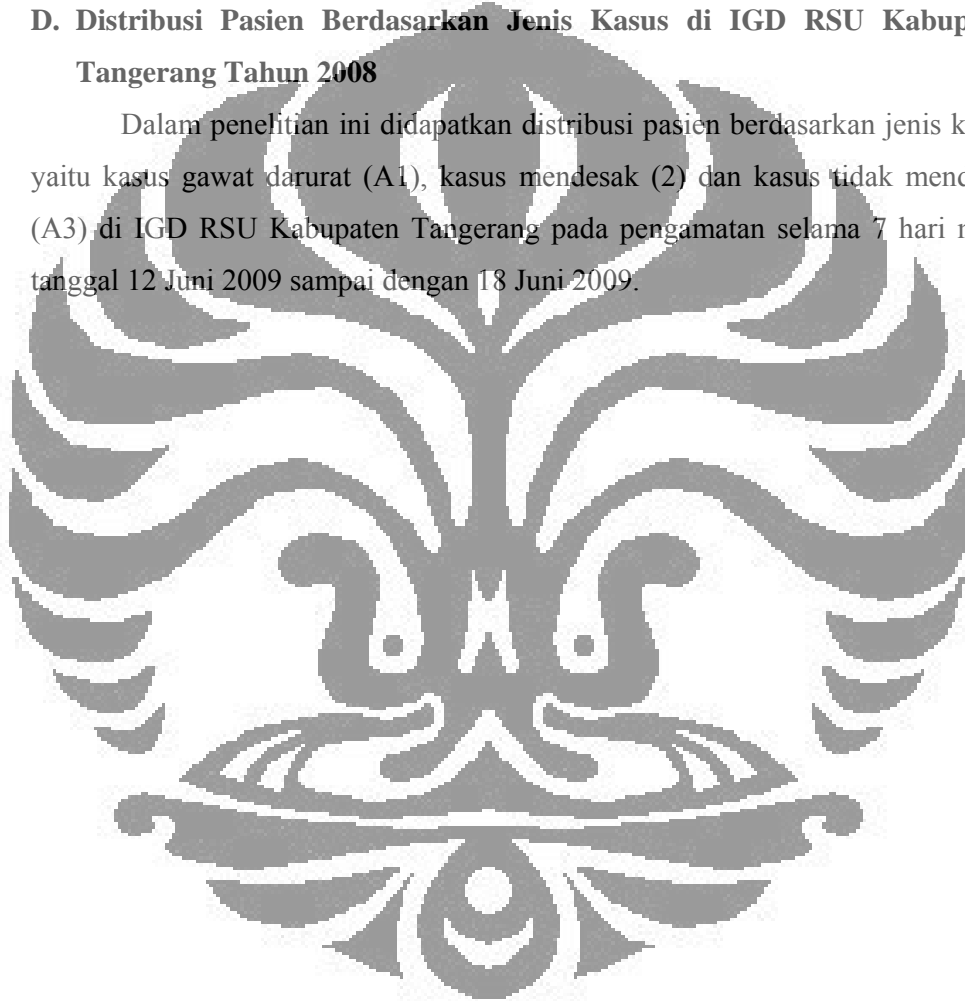 D. Distribusi Pasien Berdasarkan Jenis Kasus di IGD RSU Kabup
Tangerang Tahun 2008
Dalam penelitian ini didapatkan distribusi pasien berdasarkan jenis k
yaitu kasus gawat darurat (A1), kasus mendesak (2) dan kasus tidak mend
(A3) di IGD RSU Kabupaten Tangerang pada pengamatan selama 7 hari m
tanggal 12 Juni 2009 sampai dengan 18 Juni 2009.